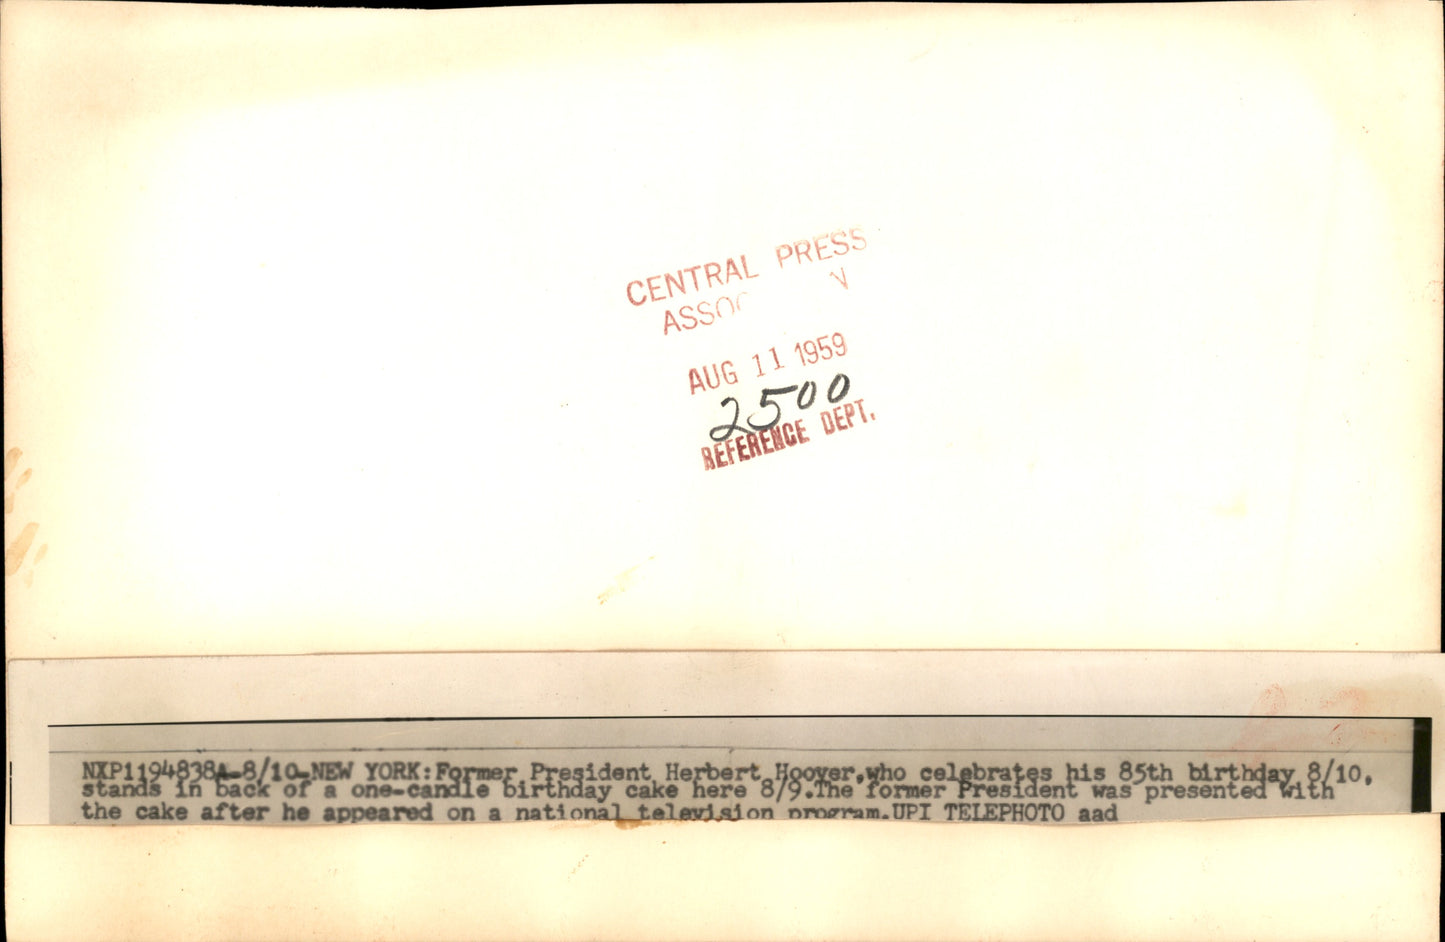 CENTRAL PRESS
ASSOC N
AUG 11 1959
2500
REFERENCE DEPT.
NXP1194838A-8/10-NEW YORK:Former President Herbert Hoover,who celebrates his 85th birthday 8/10,
stands in back of a one-candle birthday cake here 8/9.The former President was presented with
the cake after he appeared on a national television program.UPI TELEPHOTO aad